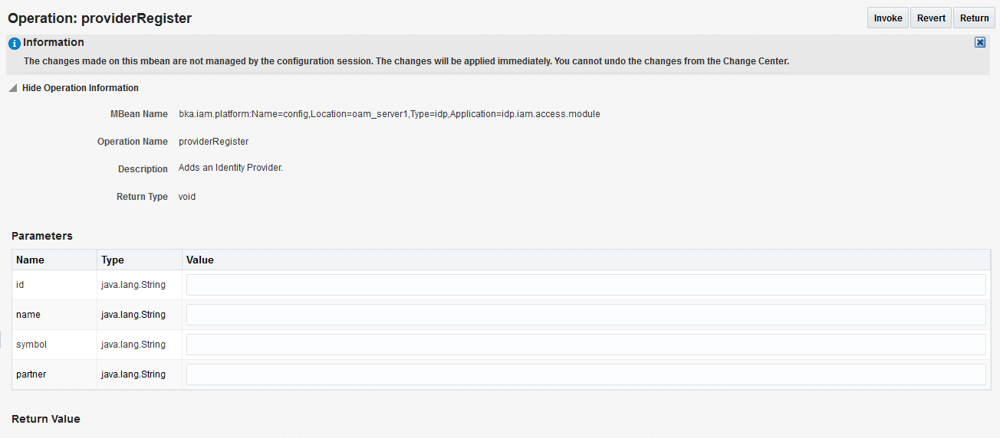 Operation: providerRegister
Invoke Revert Return
Information
The changes made on this mbean are not managed by the configuration session. The changes will be applied immediately. You cannot undo the changes from the Change Center.
Hide Operation Information
MBean Name bka.iam.platform:Name=config,Location=oam_server1,Type=idp,Application=idp.iam.access.module
Operation Name providerRegister
Description Adds an Identity Provider.
Return Type void
Parameters
Name Type Value
id java.lang.String
name java.lang.String
symbol java.lang.String
partner java.lang.String
Return Value